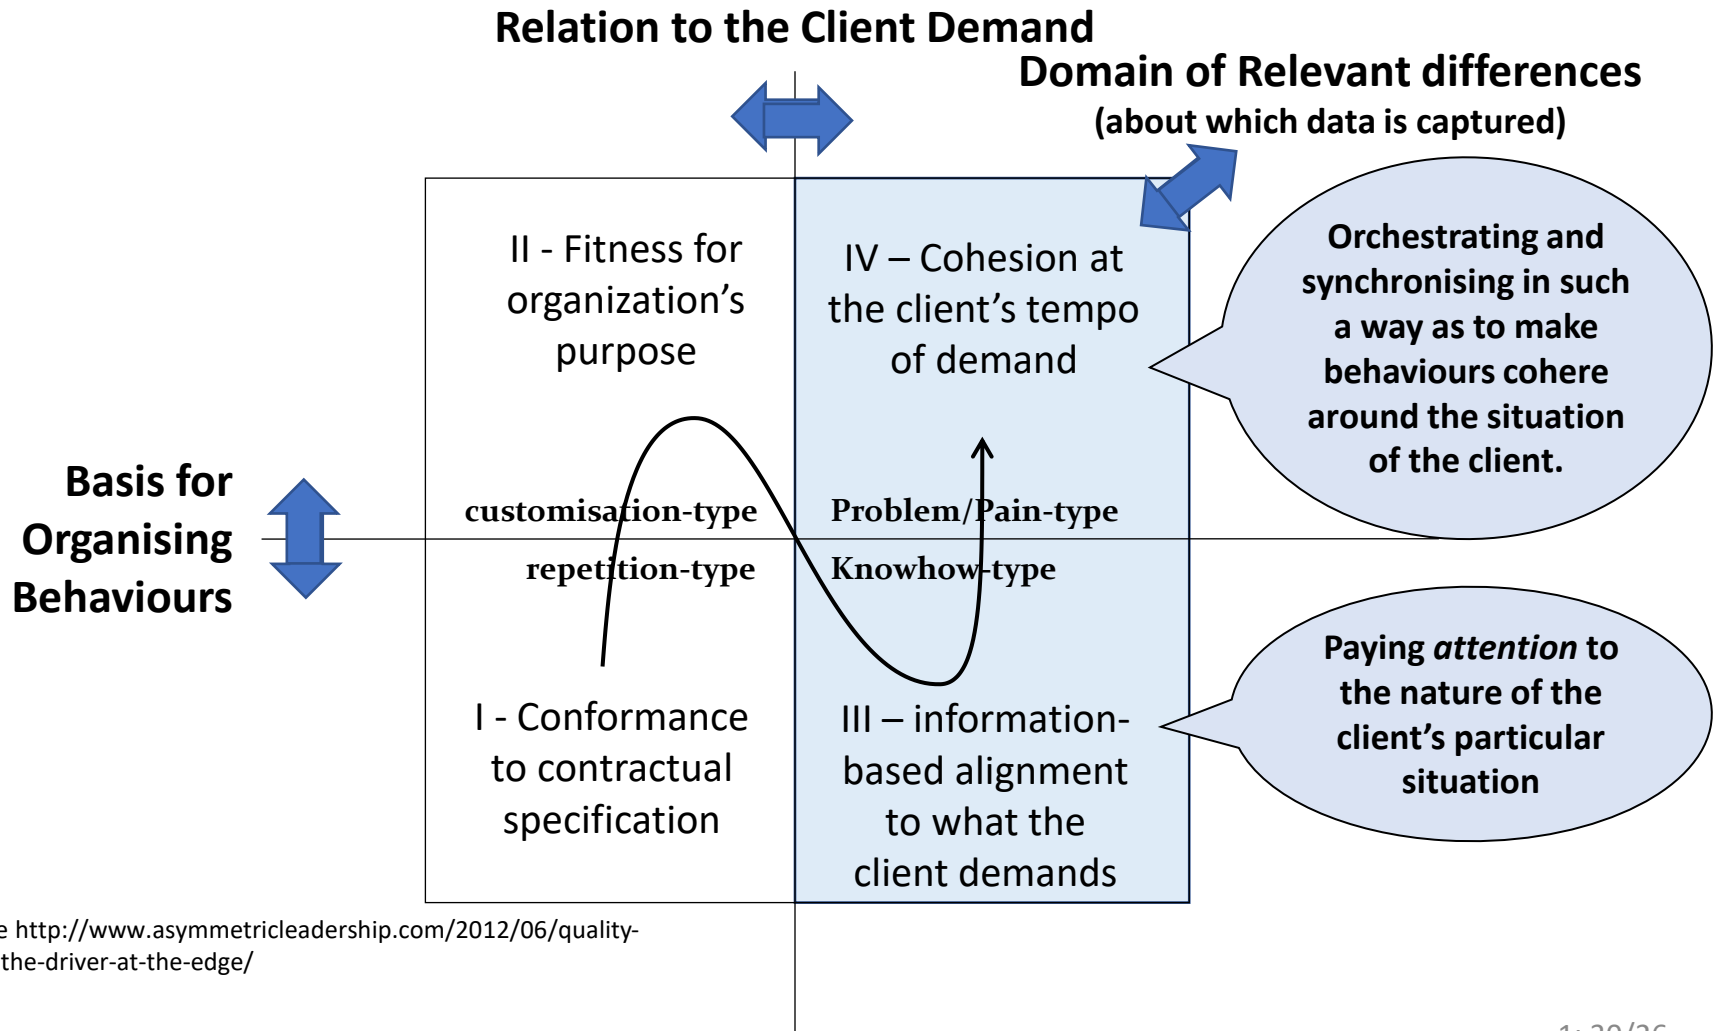 Relation to the Client Demand
Domain of Relevant differences
(about which data is captured)
II - Fitness for
organization’s
purpose
IV – Cohesion at
the client’s tempo
of demand
Orchestrating and
synchronising in such
a way as to make
behaviours cohere
around the situation
of the client.
Basis for
Organising
Behaviours
customisation-type
Problem/Pain-type
repetition-type
Knowhow-type
I - Conformance
to contractual
specification
III – information-
based alignment
to what the
client demands
Paying attention to
the nature of the
client’s particular
situation
e http://www.asymmetricleadership.com/2012/06/quality-
the-driver-at-the-edge/